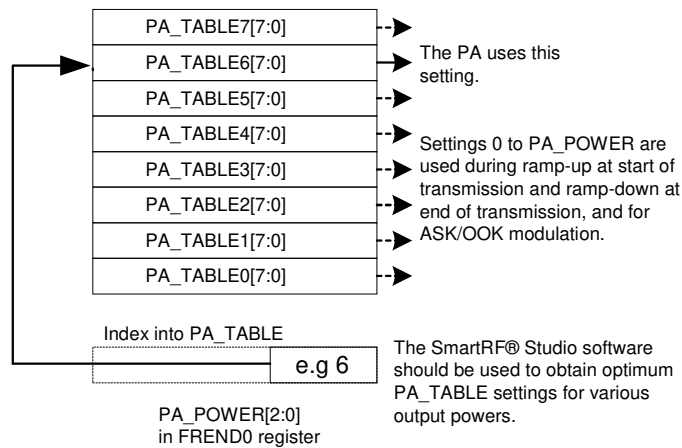 PA_TABLE7[7:0]
PA_TABLE6[7:0]
PA_TABLE5[7:0]
PA_TABLE4[7:0]
PA_TABLE3[7:0]
PA_TABLE2[7:0]
PA_TABLE1[7:0]
PA_TABLE0[7:0]
The PA uses this
setting.
Settings 0 to PA_POWER are
used during ramp-up at start of
transmission and ramp-down at
end of transmission, and for
ASK/OOK modulation.
Index into PA_TABLE
e.g 6
PA_POWER[2:0]
in FREND0 register
The SmartRF® Studio software
should be used to obtain optimum
PA_TABLE settings for various
output powers.